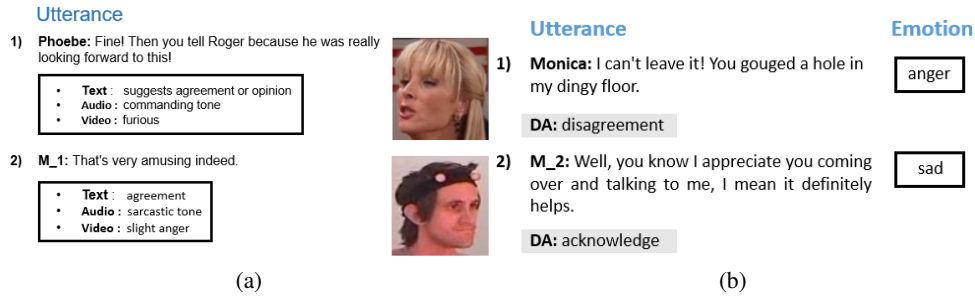 Utterance
1) Phoebe: Fine! Then you tell Roger because he was really
looking forward to this!
• Text : suggests agreement or opinion
• Audio : commanding tone
• Video : furious
2) M_1: That's very amusing indeed.
• Text : agreement
• Audio : sarcastic tone
• Video : slight anger
(a)
Utterance Emotion
1) Monica: I can't leave it! You gouged a hole in
my dingy floor.
anger
DA: disagreement
2) M_2: Well, you know I appreciate you coming
over and talking to me, I mean it definitely
helps.
sad
DA: acknowledge
(b)